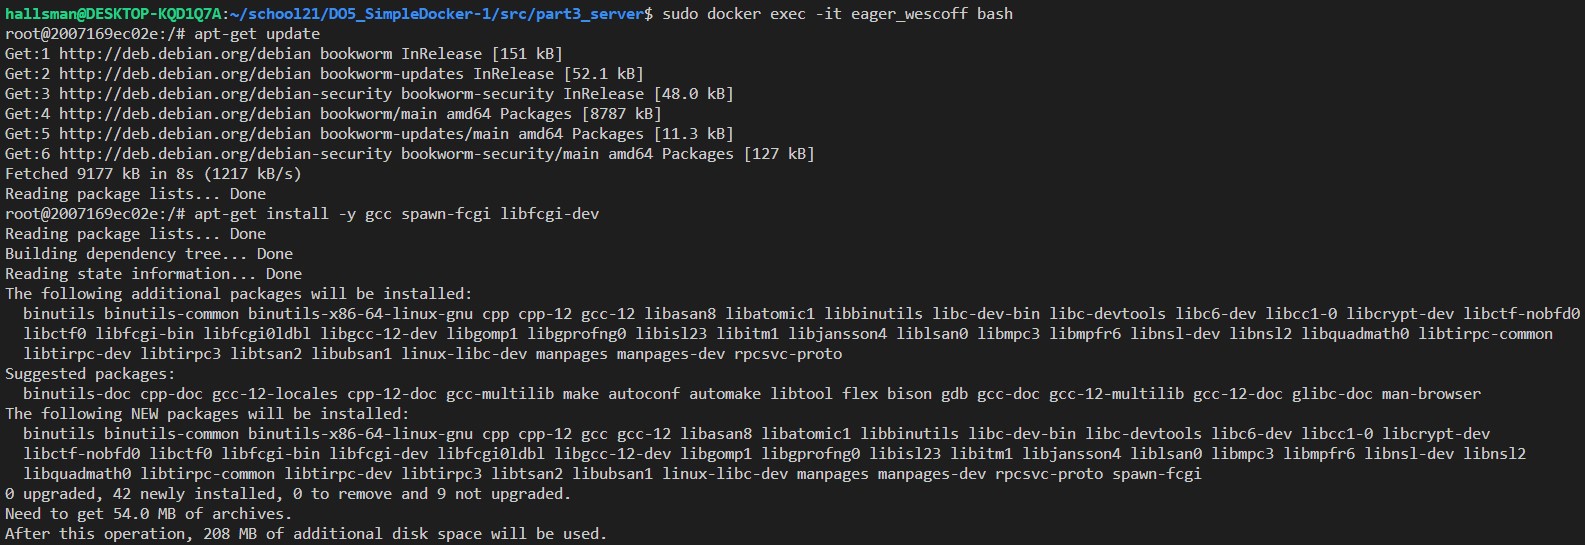 hallsman@DESKTOP-KQD1Q7A:~/school21/DO5_SimpleDocker-1/src/part3_server$ sudo docker exec -it eager_wescoff bash
root@2007169ec02e:/# apt-get update
Get:1 http://deb.debian.org/debian bookworm InRelease [151 kB]
Get:2 http://deb.debian.org/debian bookworm-updates InRelease [52.1 kB]
Get:3 http://deb.debian.org/debian-security bookworm-security InRelease [48.0 kB]
Get:4 http://deb.debian.org/debian bookworm/main amd64 Packages [8787 kB]
Get:5 http://deb.debian.org/debian bookworm-updates/main amd64 Packages [11.3 kB]
Get:6 http://deb.debian.org/debian-security bookworm-security/main amd64 Packages [127 kB]
Fetched 9177 kB in 8s (1217 kB/s)
Reading package lists... Done
root@2007169ec02e:/# apt-get install -y gcc spawn-fcgi libfcgi-dev
Reading package lists... Done
Building dependency tree... Done
Reading state information... Done
The following additional packages will be installed:
  binutils binutils-common binutils-x86-64-linux-gnu cpp cpp-12 gcc-12 libasan8 libatomic1 libbinutils libc-dev-bin libc-devtools libc6-dev libcc1-0 libcrypt-dev libctf-nobfd0
  libctf0 libfcgi-bin libfcgi0ldbl libgcc-12-dev libgomp1 libgprofng0 libisl23 libitm1 libjansson4 liblsan0 libmpc3 libmpfr6 libnsl-dev libnsl2 libquadmath0 libtirpc-common
  libtirpc-dev libtirpc3 libtsan2 libubsan1 linux-libc-dev manpages manpages-dev rpcsvc-proto
Suggested packages:
  binutils-doc cpp-doc gcc-12-locales cpp-12-doc gcc-multilib make autoconf automake libtool flex bison gdb gcc-doc gcc-12-multilib gcc-12-doc glibc-doc man-browser
The following NEW packages will be installed:
  binutils binutils-common binutils-x86-64-linux-gnu cpp cpp-12 gcc gcc-12 libasan8 libatomic1 libbinutils libc-dev-bin libc-devtools libc6-dev libcc1-0 libcrypt-dev
  libctf-nobfd0 libctf0 libfcgi-bin libfcgi-dev libfcgi0ldbl libgcc-12-dev libgomp1 libgprofng0 libisl23 libitm1 libjansson4 liblsan0 libmpc3 libmpfr6 libnsl-dev libnsl2
  libquadmath0 libtirpc-common libtirpc-dev libtirpc3 libtsan2 libubsan1 linux-libc-dev manpages manpages-dev rpcsvc-proto spawn-fcgi
0 upgraded, 42 newly installed, 0 to remove and 9 not upgraded.
Need to get 54.0 MB of archives.
After this operation, 208 MB of additional disk space will be used.